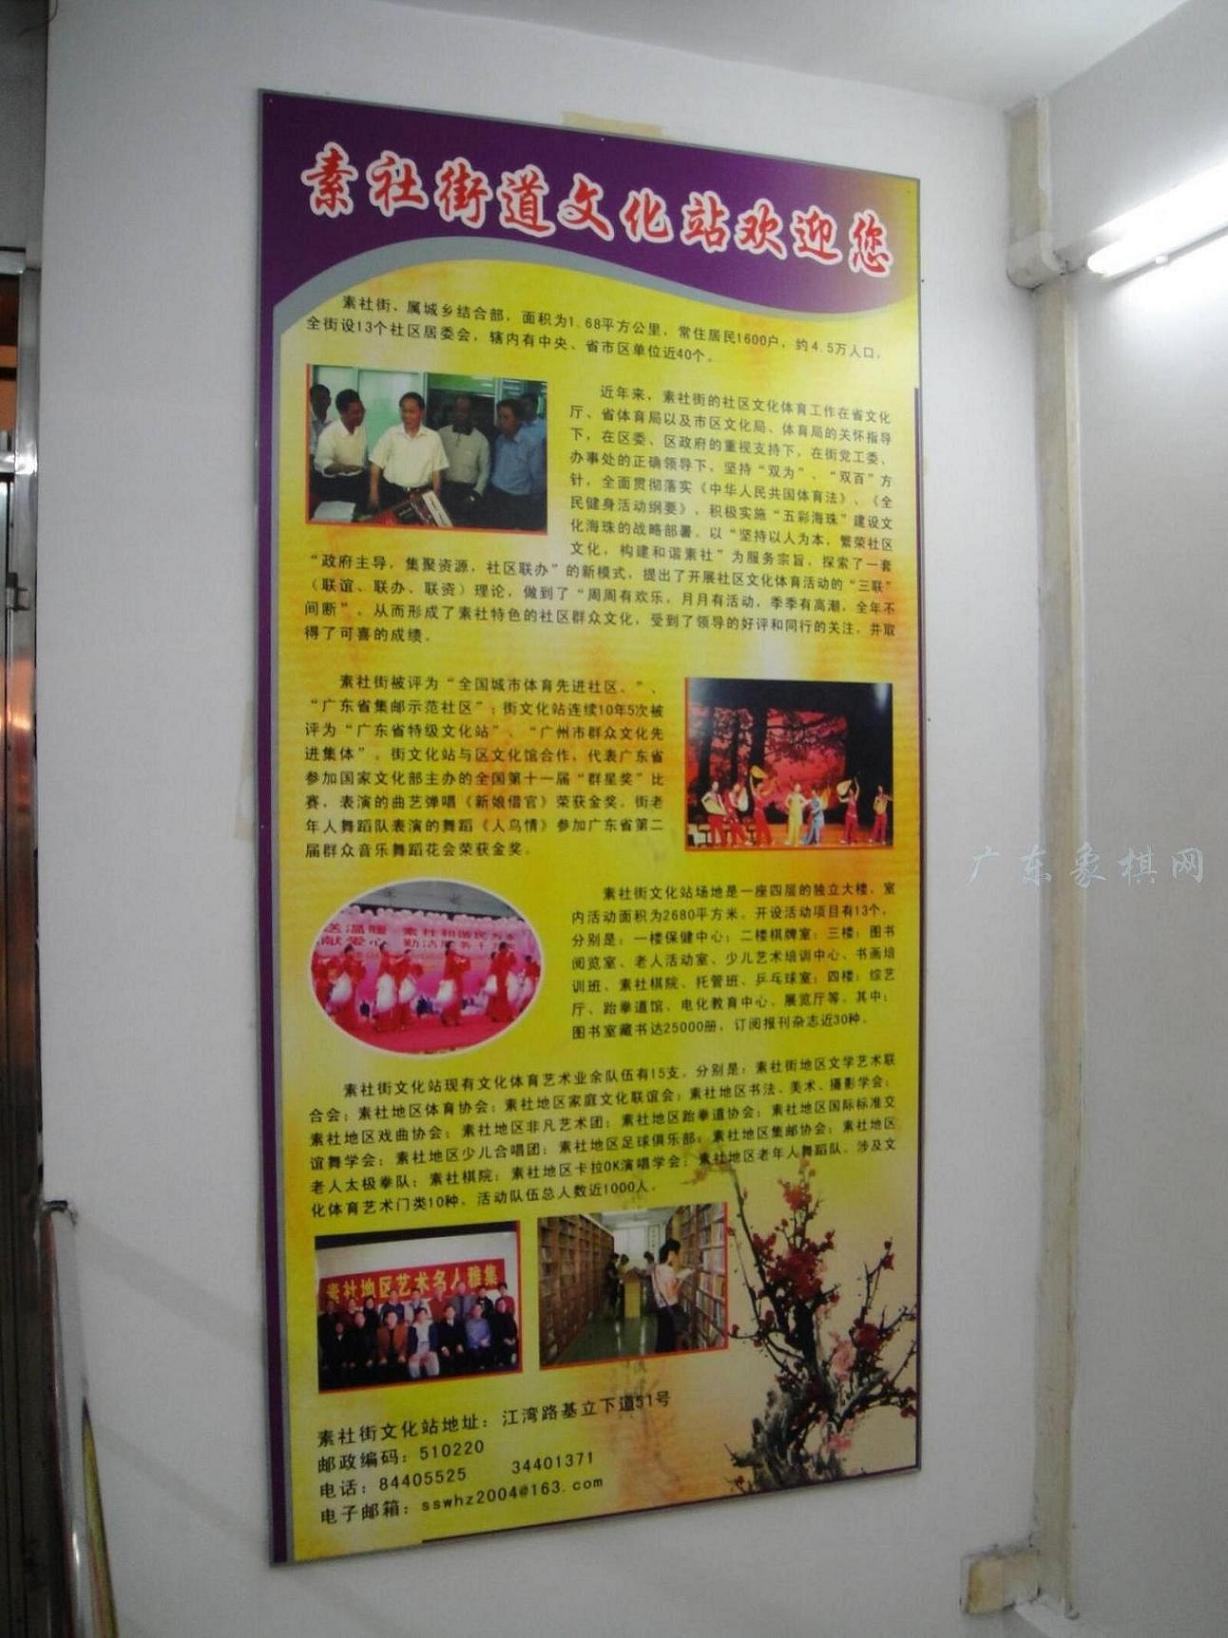 素社街道文化站欢迎您
素社街、属城乡结合部，面积为1.68平方公里，常住居民1600户，约4.5万人口，
全街设13个社区居委会，辖内有中央、省市区单位近40个。
近年来，素社街的社区文化体育工作在省文化
厅、省体育局以及市区文化局、体育局的关怀指导
下，在区委、区政府的重视支持下，在街党工委、
办事处的正确领导下，坚持“双为”、“双百”方
针，全面贯彻落实《中华人民共国体育法》、《全
民健身活动纲要》，积极实施“五彩海珠”建设文
化海珠的战略部署。以“坚持以人为本，繁荣社区
文化，构建和谐素社”为服务宗旨，探索了一套
“政府主导，集聚资源，社区联办”的新模式，提出了开展社区文化体育活动的“三联”
（联谊、联办、联资）理论，做到了“周周有欢乐，月月有活动，季季有高潮，全年不
间断”。从而形成了素社特色的社区群众文化，受到了领导的好评和同行的关注，并取
得了可喜的成绩。
素社街被评为“全国城市体育先进社区。”、
“广东省集邮示范社区”；街文化站连续10年5次被
评为“广东省特级文化站”、“广州市群众文化先
进集体”。街文化站与区文化馆合作，代表广东省
参加国家文化部主办的全国第十一届“群星奖”比
赛，表演的曲艺弹唱《新娘借官》荣获金奖。街老
年人舞蹈队表演的舞蹈《人鸟情》参加广东省第二
届群众音乐舞蹈花会荣获金奖。
素社街文化站场地是一座四层的独立大楼，室
内活动面积为2680平方米。开设活动项目有13个，
分别是：一楼保健中心；二楼棋牌室；三楼：图书
阅览室、老人活动室、少儿艺术培训中心、书画培
训班、素社棋院、托管班、乒乓球室；四楼：综艺
厅、跆拳道馆、电化教育中心、展览厅等。其中：
图书室藏书达25000册，订阅报刊杂志近30种。
送温暖 素社和谐民为本
献爱心
素社街文化站现有文化体育艺术业余队伍有15支。分别是：素社街地区文学艺术联
合会；素社地区体育协会；素社地区家庭文化联谊会；素社地区书法、美术、摄影学会；
素社地区戏曲协会；素社地区非凡艺术团；素社地区跆拳道协会；素社地区国际标准交
谊舞学会；素社地区少儿合唱团；素社地区足球俱乐部；素社地区集邮协会；素社地区
老人太极拳队；素社棋院；素社地区卡拉OK演唱学会；素社地区老年人舞蹈队。涉及文
化体育艺术门类10种，活动队伍总人数近1000人。
素社地区艺术名人雅集
素社街文化站地址：江湾路基立下道51号
邮政编码：510220
电话：84405525 34401371
电子邮箱：sswhz2004@163.com
广东象棋网